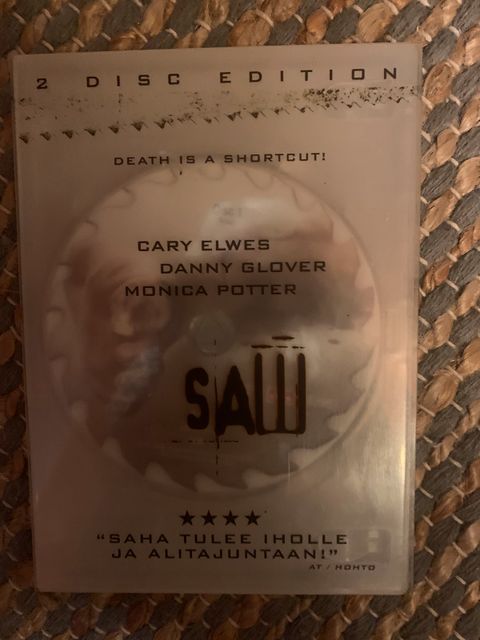 2 DISC EDITION
DEATH IS A SHORTCUT!
CARY ELWES
DANNY GLOVER
MONICA POTTER
SAW
★★★★
"SAHA TULEE IHOLLE
JA ALITAJUNTAAN!"
AT / HOHTO